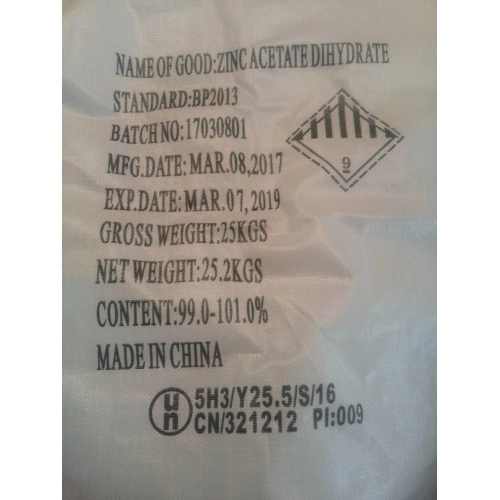 NAME OF GOOD:ZINC ACETATE DIHYDRATE
STANDARD:BP2013
BATCH NO:17030801
MFG.DATE: MAR.08,2017
EXP.DATE: MAR.07, 2019
GROSS WEIGHT:25KGS
NET WEIGHT:25.2KGS
CONTENT:99.0-101.0%
MADE IN CHINA
9
un 5H3/Y25.5/S/16
CN/321212 PI:009